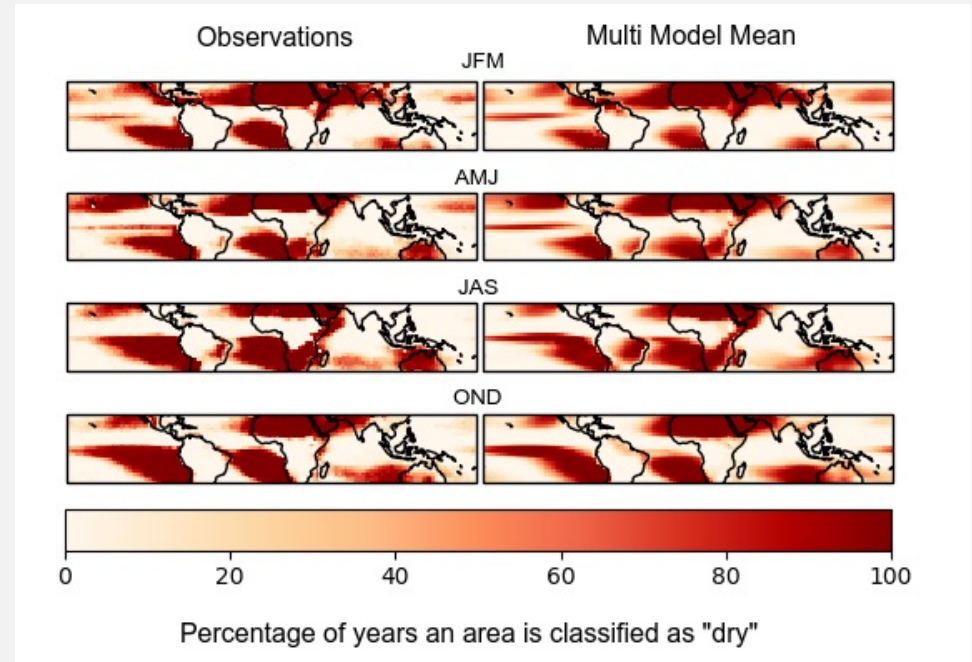 Observations Multi Model Mean
JFM
AMJ
JAS
OND
0 20 40 60 80 100
Percentage of years an area is classified as "dry"